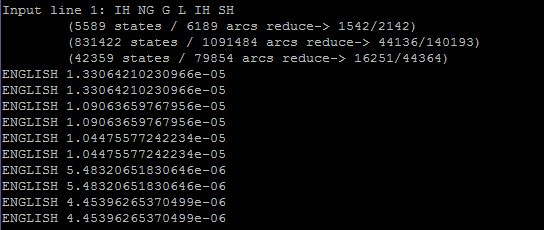 Input line 1: IH NG G L IH SH
(5589 states / 6189 arcs reduce-> 1542/2142)
(831422 states / 1091484 arcs reduce-> 44136/140193)
(42359 states / 79854 arcs reduce-> 16251/44364)
ENGLISH 1.33064210230966e-05
ENGLISH 1.33064210230966e-05
ENGLISH 1.09063659767956e-05
ENGLISH 1.09063659767956e-05
ENGLISH 1.04475577242234e-05
ENGLISH 1.04475577242234e-05
ENGLISH 5.48320651830646e-06
ENGLISH 5.48320651830646e-06
ENGLISH 4.45396265370499e-06
ENGLISH 4.45396265370499e-06